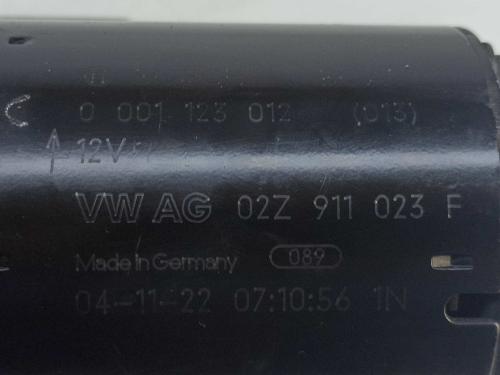 0 001 123 012 (013)
12V
VW AG 02Z 911 023 F
Made in Germany 089
04-11-22 07:10:56 1N